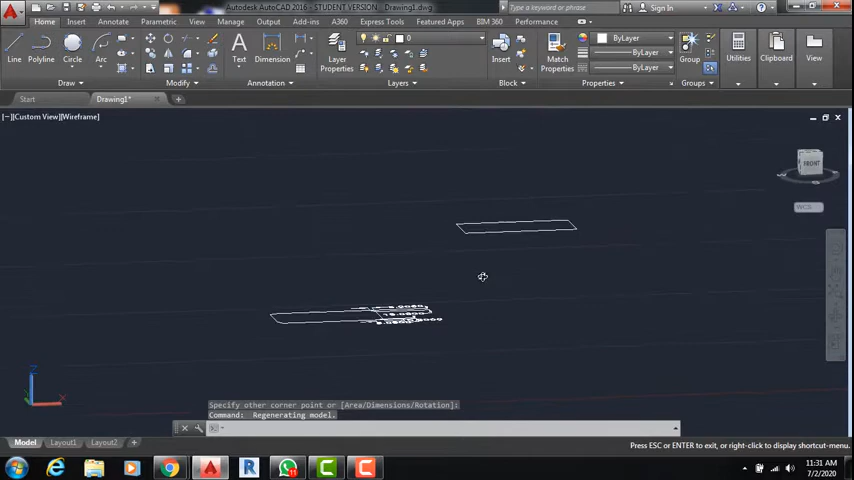 Autodesk AutoCAD 2016 - STUDENT VERSION   Drawing1.dwg
Type a keyword or phrase
Sign In
Home Insert Annotate Parametric View Manage Output Add-ins A360 Express Tools Featured Apps BIM 360 Performance
Line Polyline Circle Arc Text Dimension Layer Properties 0 Insert Match Properties ByLayer ByLayer ByLayer Group Utilities Clipboard View
Draw Modify Annotation Layers Block Properties Groups
Start Drawing1* +
[−][Custom View][Wireframe]
FRONT
WCS
Z
X
Specify other corner point or [Area/Dimensions/Rotation]:
Command: Regenerating model.
Model Layout1 Layout2 +
Press ESC or ENTER to exit, or right-click to display shortcut-menu.
11:31 AM
7/2/2020